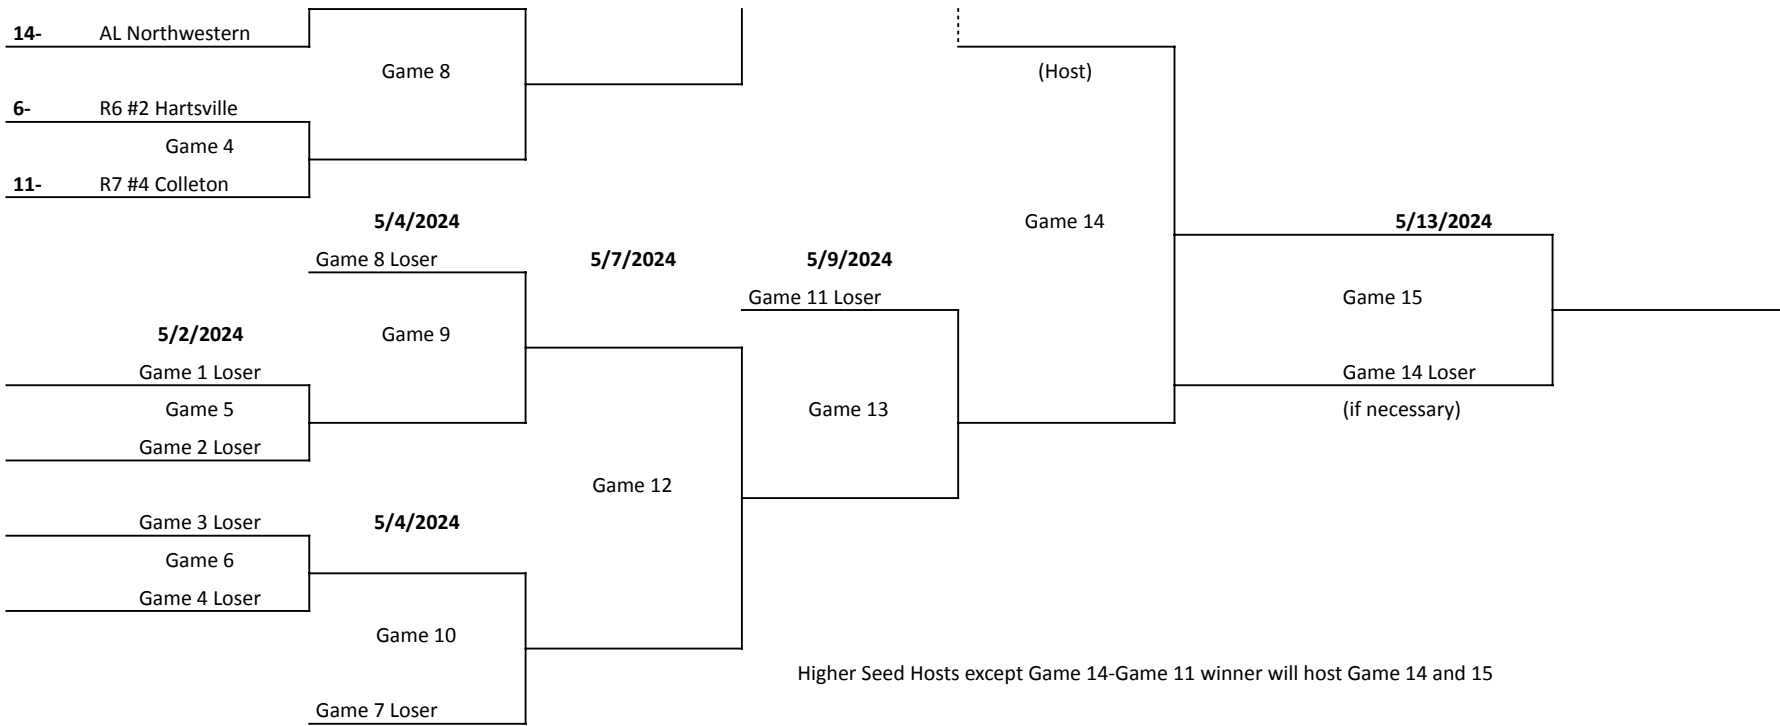 14- AL Northwestern
Game 8 (Host)
6- R6 #2 Hartsville
Game 4
11- R7 #4 Colleton
5/4/2024 Game 14 5/13/2024
Game 8 Loser 5/7/2024 5/9/2024
Game 11 Loser Game 15
5/2/2024 Game 9
Game 1 Loser Game 14 Loser
Game 5 Game 13 (if necessary)
Game 2 Loser
Game 12
Game 3 Loser 5/4/2024
Game 6
Game 4 Loser
Game 10
Higher Seed Hosts except Game 14-Game 11 winner will host Game 14 and 15
Game 7 Loser